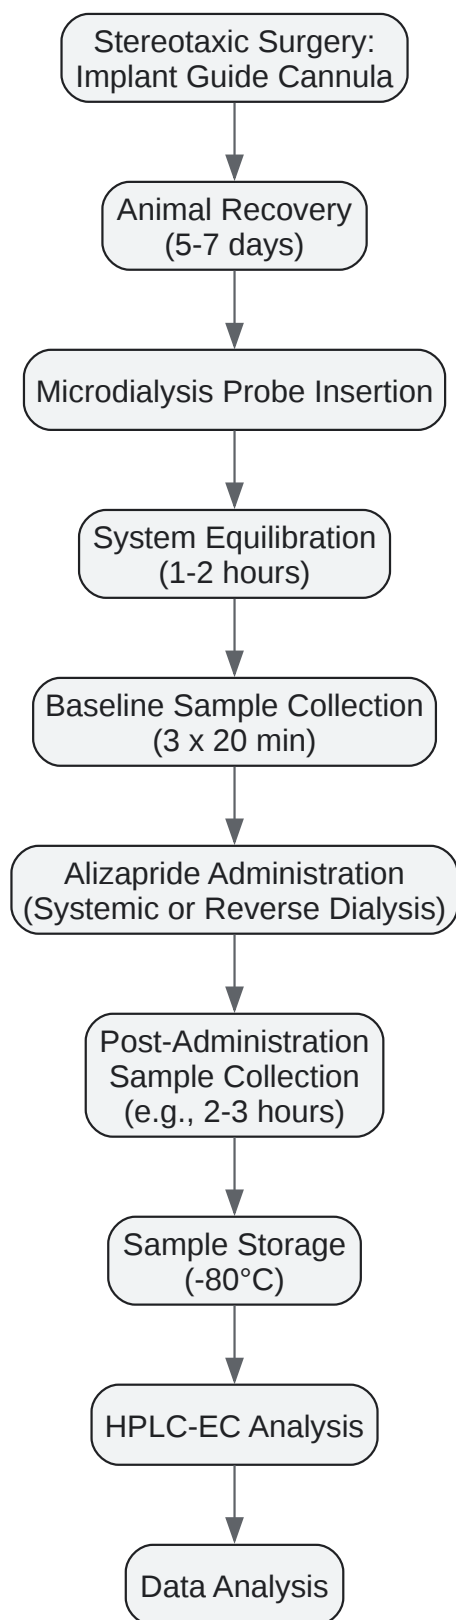 Stereotaxic Surgery:
Implant Guide Cannula
Animal Recovery
(5-7 days)
Microdialysis Probe Insertion
System Equilibration
(1-2 hours)
Baseline Sample Collection
(3 x 20 min)
Alizapride Administration
(Systemic or Reverse Dialysis)
Post-Administration
Sample Collection
(e.g., 2-3 hours)
Sample Storage
(-80°C)
HPLC-EC Analysis
Data Analysis